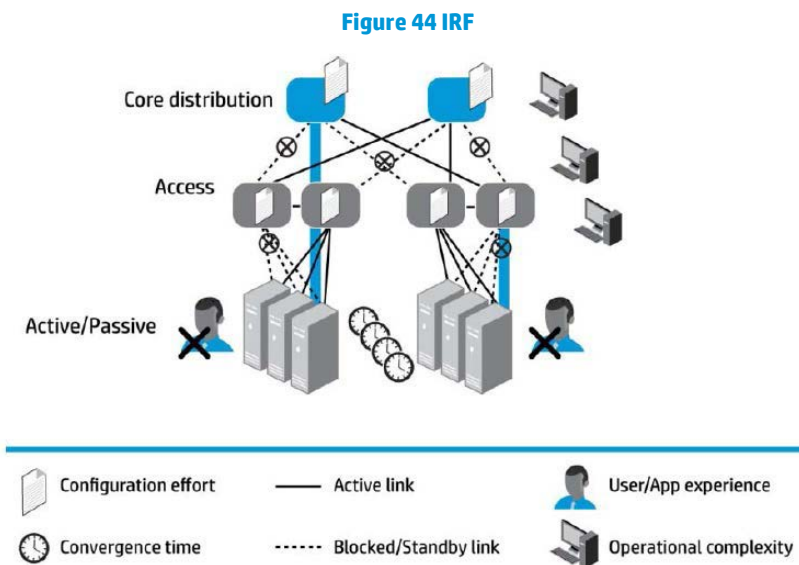 Figure 44 IRF
Core distribution
Access
Active/Passive
Configuration effort
Active link
User/App experience
Convergence time
Blocked/Standby link
Operational complexity